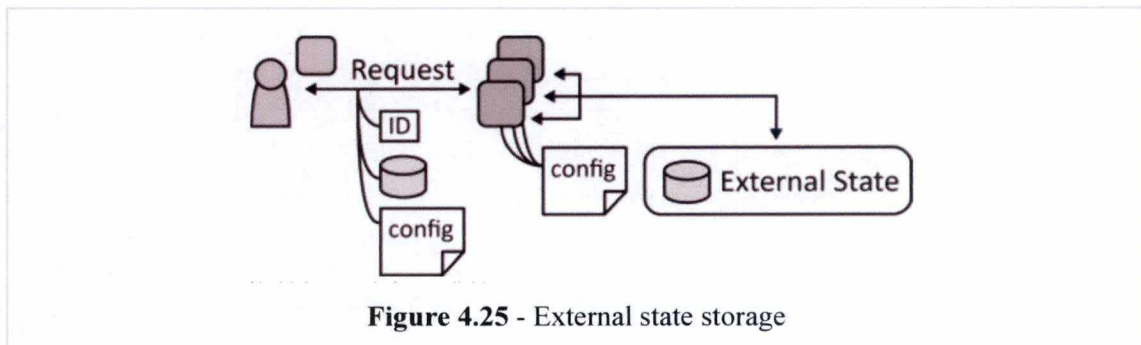 Request
ID
config
config
External State
Figure 4.25 - External state storage